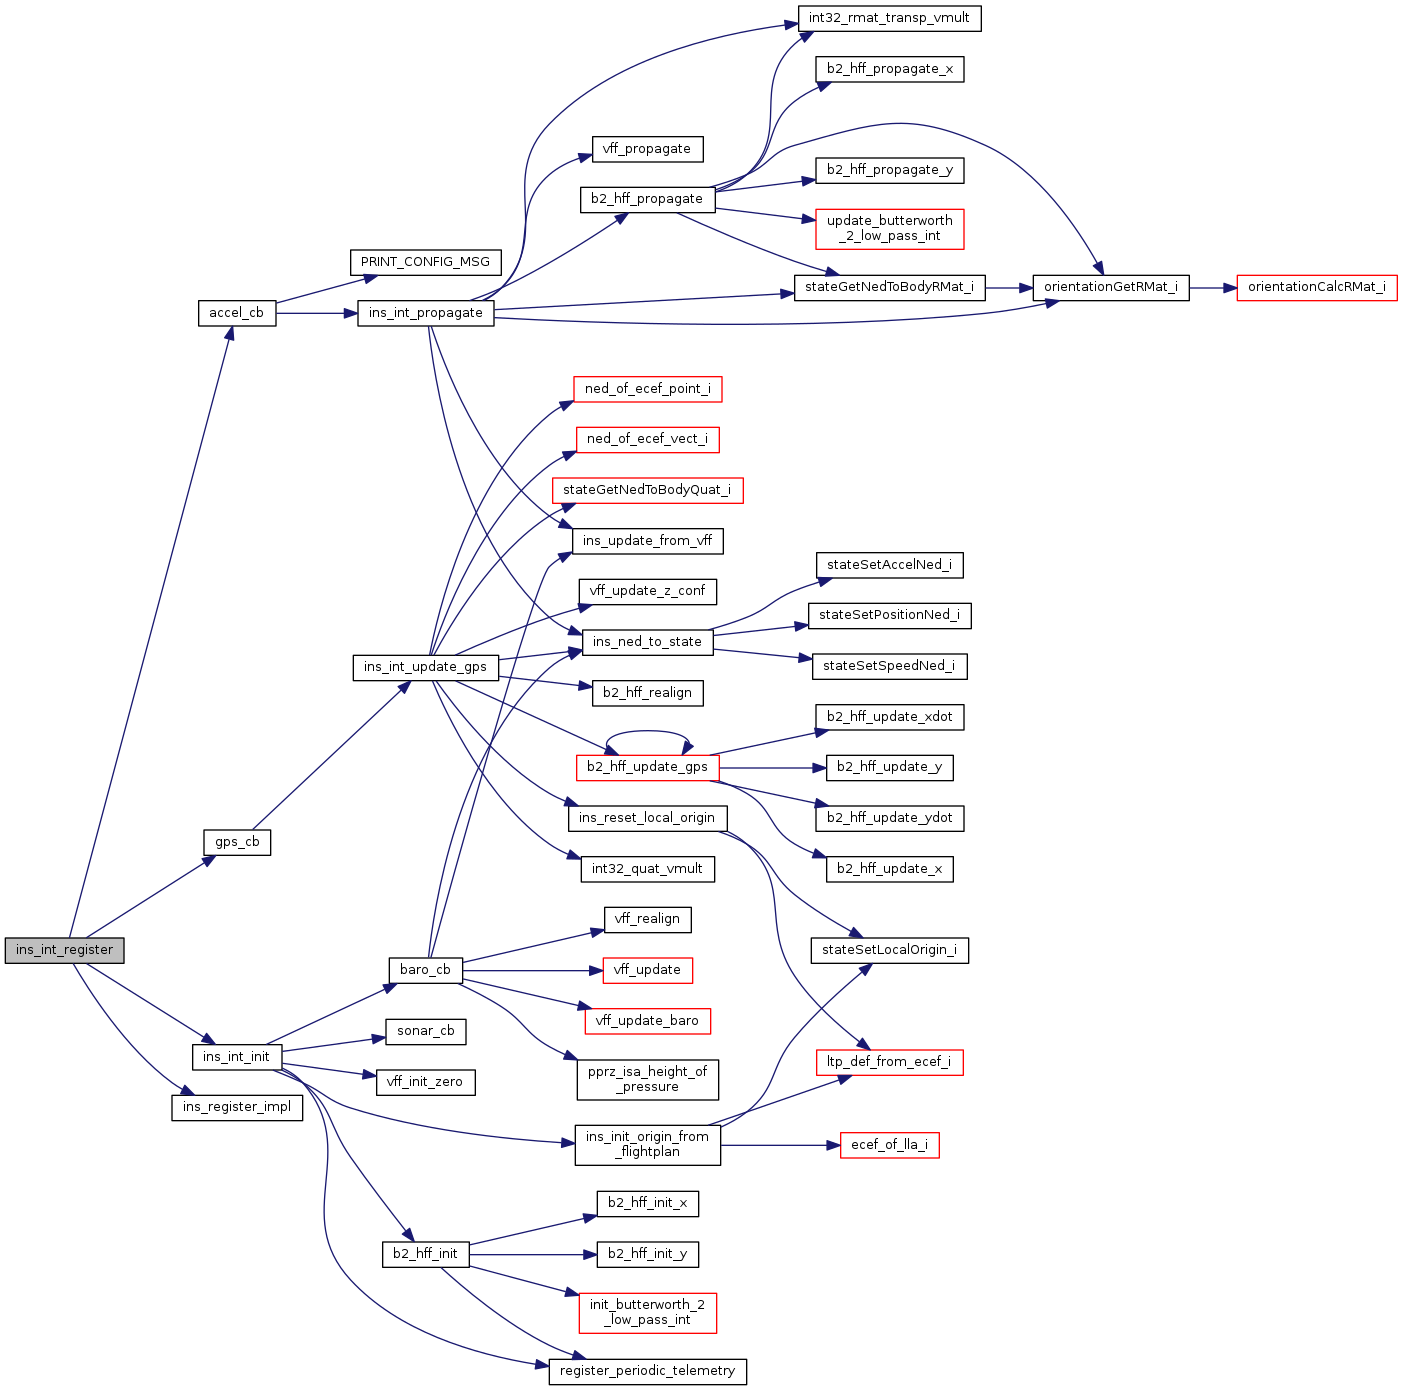 int32_rmat_transp_vmult
b2_hff_propagate_x
vff_propagate
b2_hff_propagate_y
b2_hff_propagate
update_butterworth
_2_low_pass_int
PRINT_CONFIG_MSG
stateGetNedToBodyRMat_i
orientationGetRMat_i
orientationCalcRMat_i
accel_cb
ins_int_propagate
ned_of_ecef_point_i
ned_of_ecef_vect_i
stateGetNedToBodyQuat_i
ins_update_from_vff
stateSetAccelNed_i
vff_update_z_conf
stateSetPositionNed_i
ins_ned_to_state
stateSetSpeedNed_i
ins_int_update_gps
b2_hff_realign
b2_hff_update_xdot
b2_hff_update_gps
b2_hff_update_y
ins_reset_local_origin
b2_hff_update_ydot
gps_cb
int32_quat_vmult
b2_hff_update_x
vff_realign
ins_int_register
stateSetLocalOrigin_i
baro_cb
vff_update
vff_update_baro
sonar_cb
ins_int_init
ltp_def_from_ecef_i
vff_init_zero
pprz_isa_height_of
_pressure
ins_register_impl
ins_init_origin_from
_flightplan
ecef_of_lla_i
b2_hff_init_x
b2_hff_init
b2_hff_init_y
init_butterworth_2
_low_pass_int
register_periodic_telemetry